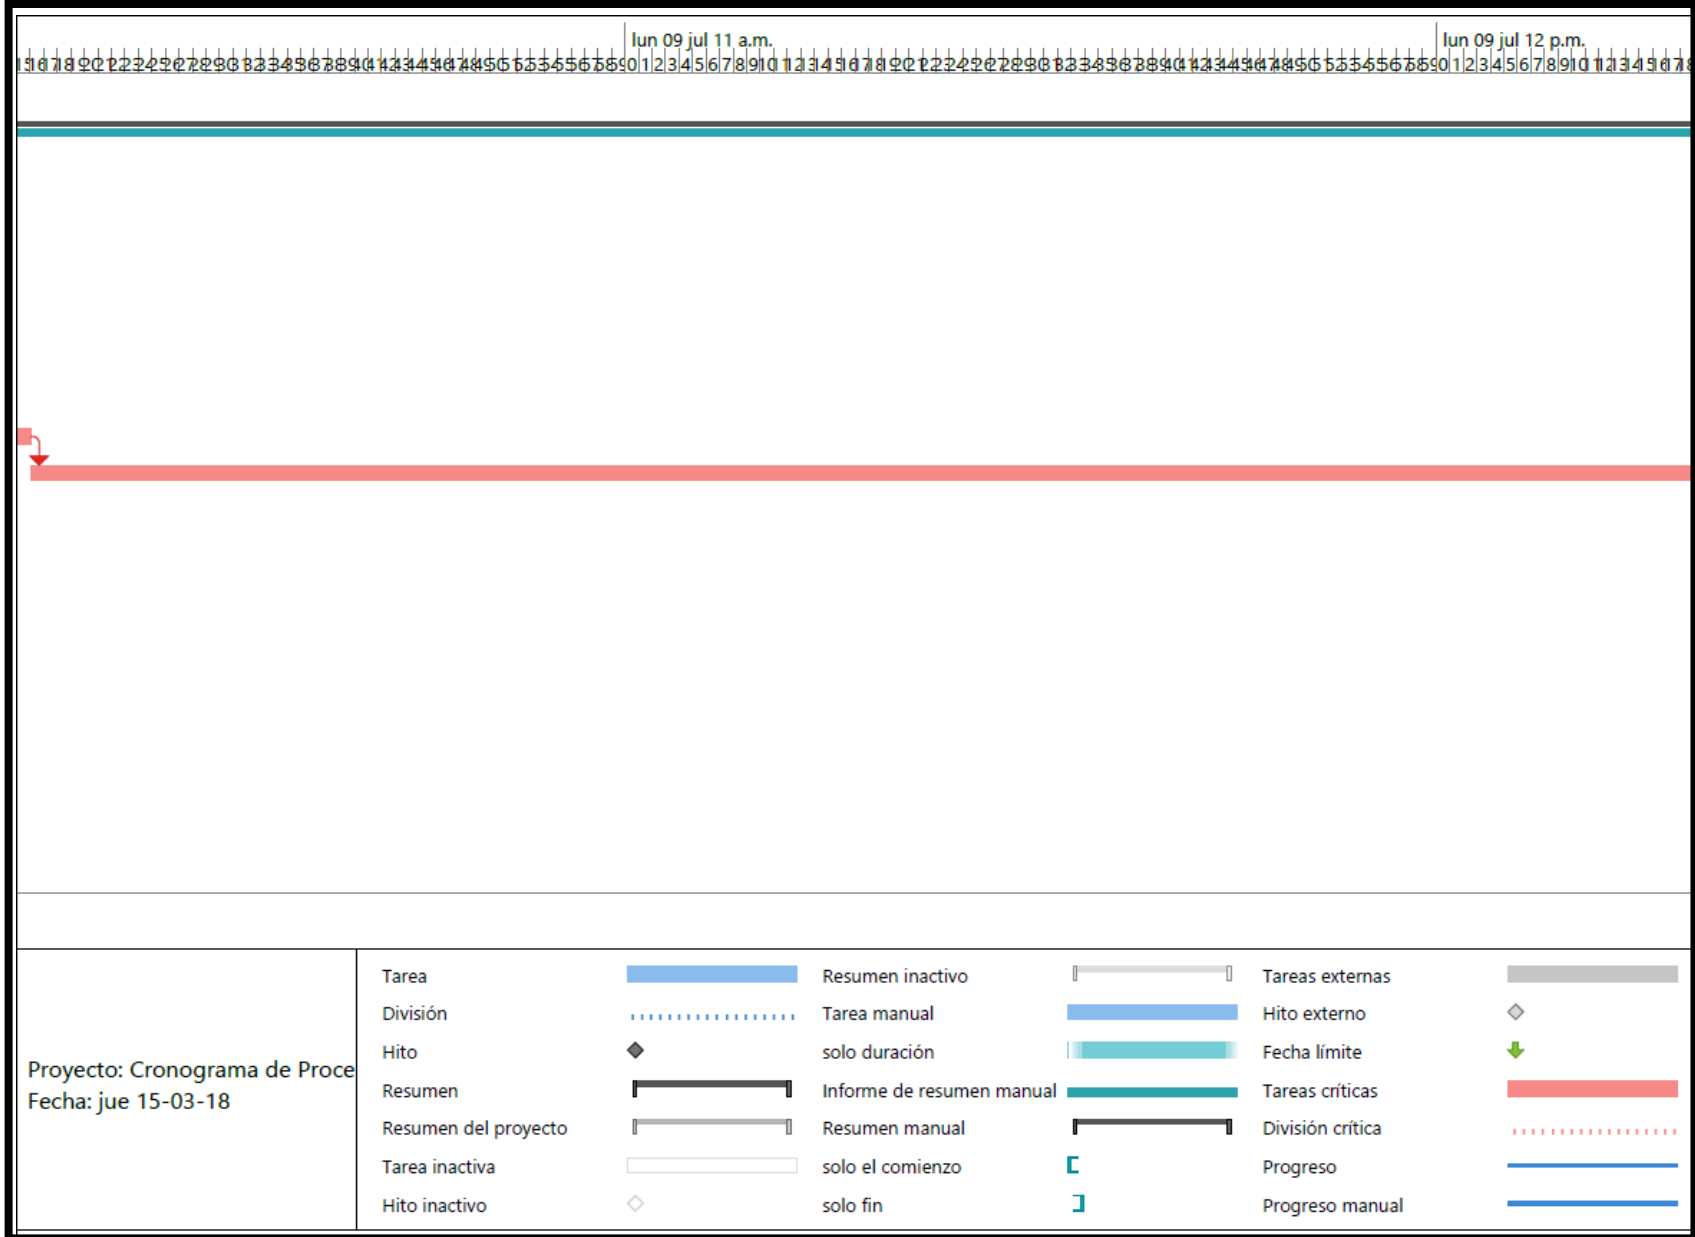 lun 09 jul 11 a.m. lun 09 jul 12 p.m.
Tarea Resumen inactivo Tareas externas
División Tarea manual Hito externo
Hito solo duración Fecha límite
Proyecto: Cronograma de Proce
Fecha: jue 15-03-18
Resumen Informe de resumen manual Tareas críticas
Resumen del proyecto Resumen manual División crítica
Tarea inactiva solo el comienzo Progreso
Hito inactivo solo fin Progreso manual